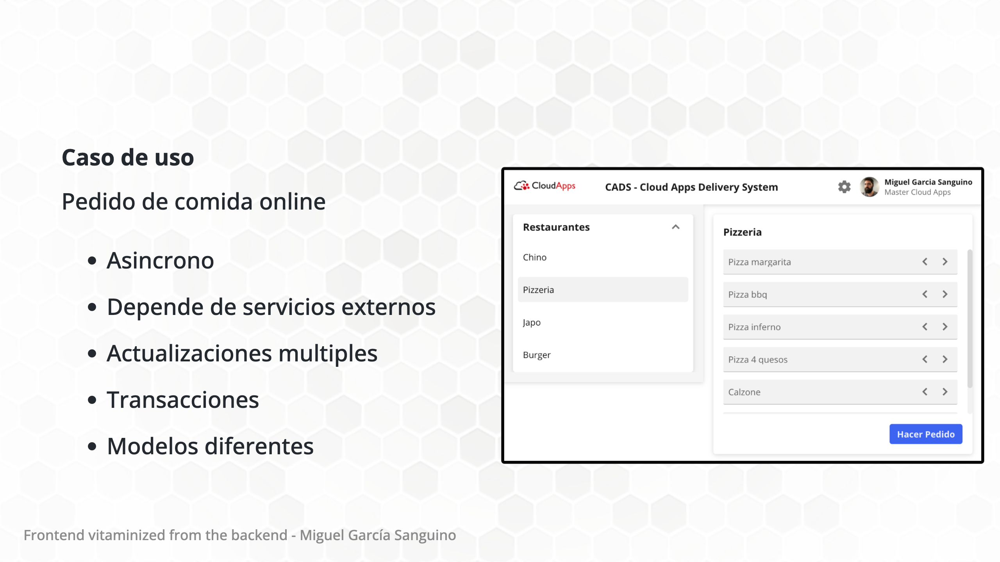 Caso de uso
Pedido de comida online
• Asincrono
• Depende de servicios externos
• Actualizaciones multiples
• Transacciones
• Modelos diferentes
CloudApps
CADS - Cloud Apps Delivery System
Miguel Garcia Sanguino
Master Cloud Apps
Restaurantes
Chino
Pizzeria
Japo
Burger
Pizzeria
Pizza margarita
Pizza bbq
Pizza inferno
Pizza 4 quesos
Calzone
Hacer Pedido
Frontend vitaminized from the backend - Miguel García Sanguino